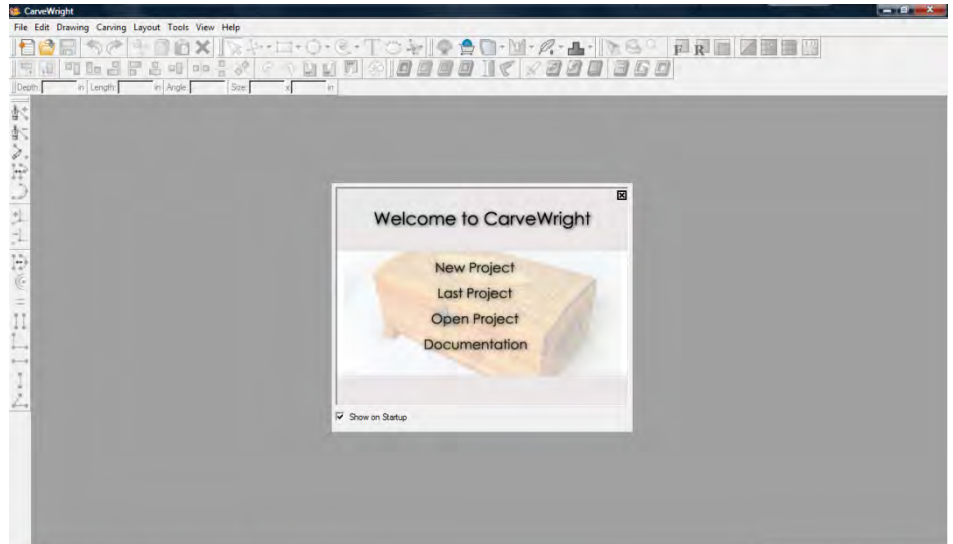 CarveWright
File Edit Drawing Carving Layout Tools View Help
T F R
Depth: in Length: in Angle Size: x in
Welcome to CarveWright
New Project
Last Project
Open Project
Documentation
Show on Startup